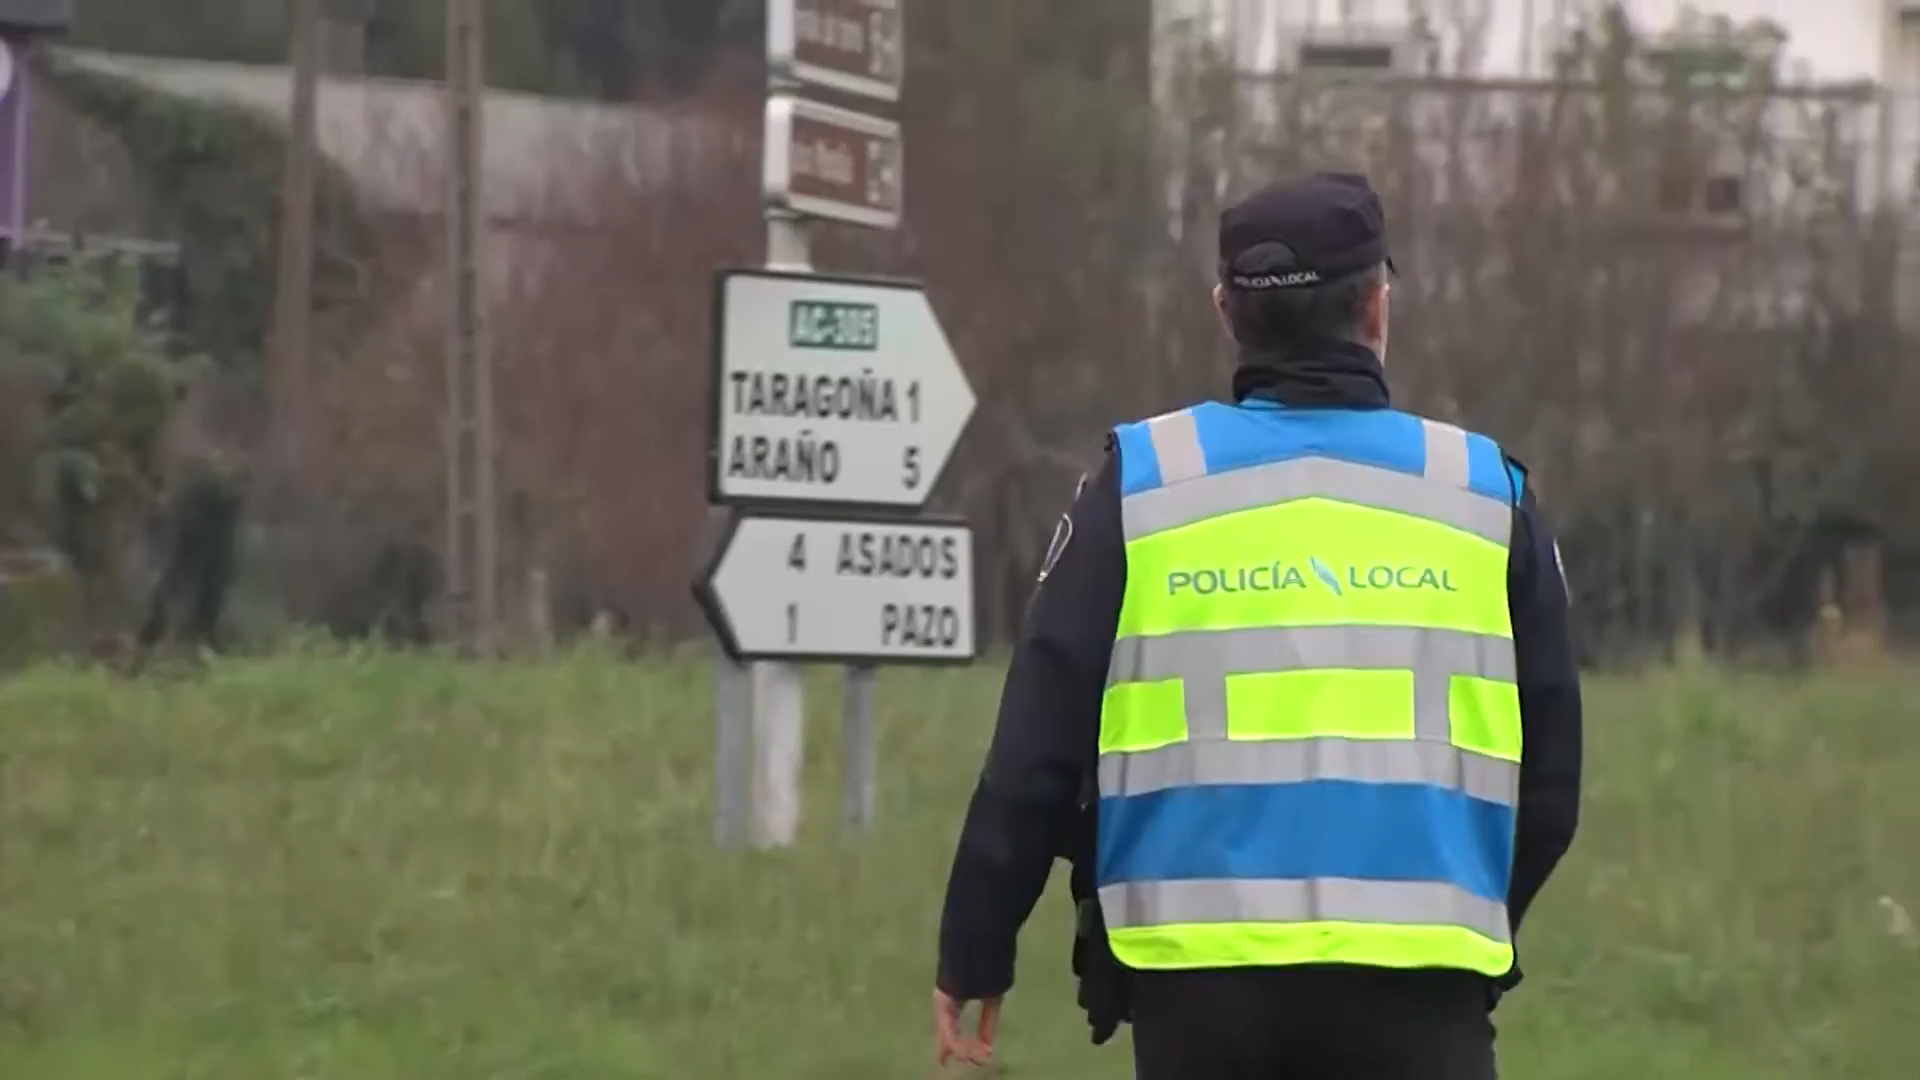 AC-305
TARAGOÑA 1
ARAÑO 5
4 ASADOS
1 PAZO
POLICÍA LOCAL
POLICÍA LOCAL